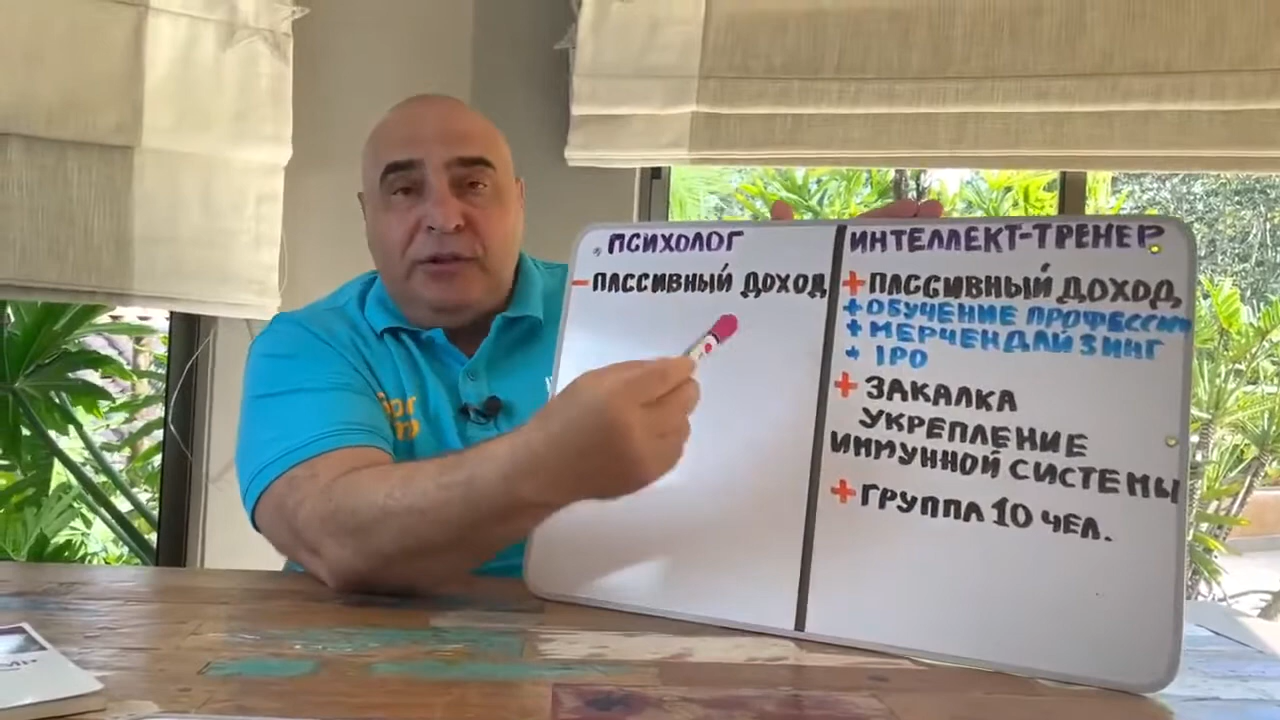 ПСИХОЛОГ
- ПАССИВНЫЙ ДОХОД
ИНТЕЛЛЕКТ-ТРЕНЕР
+ ПАССИВНЫЙ ДОХОД
+ ОБУЧЕНИЕ ПРОФЕССИИ
+ МЕРЧЕНДАЙЗИНГ
+ IPO
+ ЗАКАЛКА
УКРЕПЛЕНИЕ
ИММУННОЙ СИСТЕМЫ
+ ГРУППА 10 ЧЕЛ.